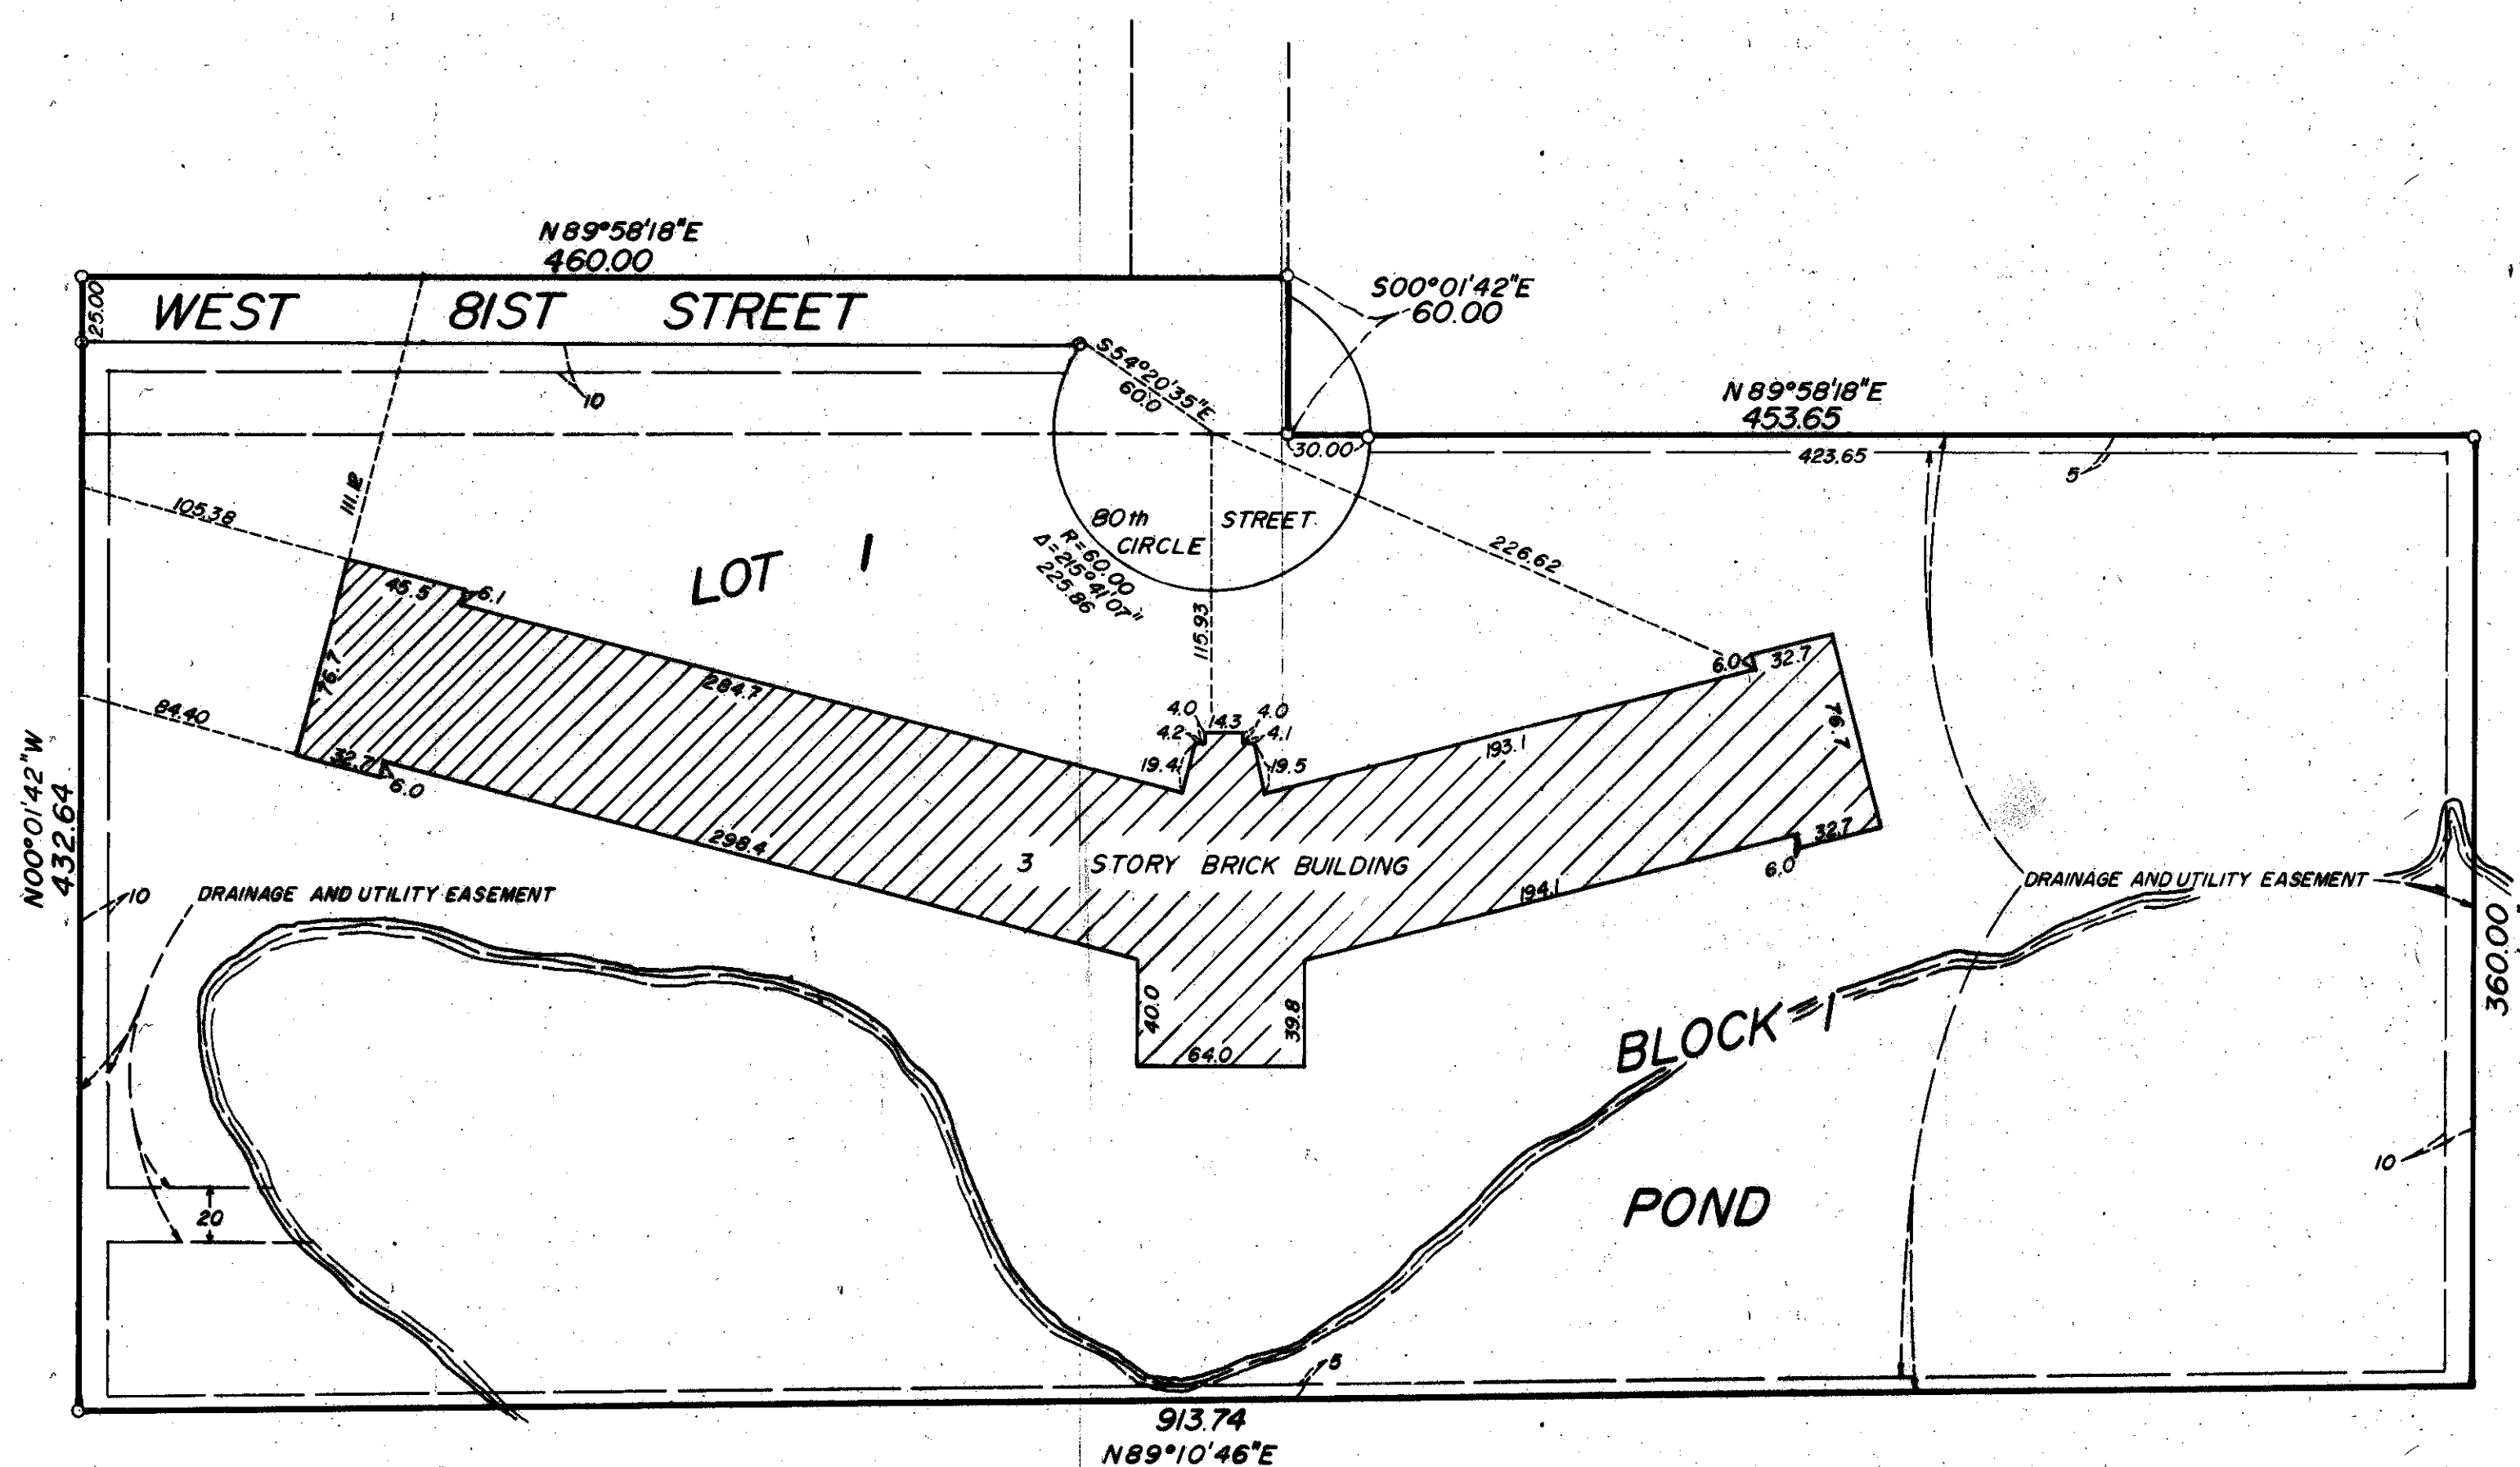 N89°58'18"E
460.00
25.00
WEST 81ST STREET
S00°01'42"E
60.00
S54°20'35"E
60.0
10
N89°58'18"E
453.65
30.00
423.65
5
111.12
105.38
80th STREET
CIRCLE
R=60.00
Δ=215°41'07"
225.86
226.62
LOT 1
45.5
6.1
115.93
76.7
284.7
6.0
32.7
84.40
4.0
14.3
4.0
4.2
4.1
193.1
76.7
19.4
19.5
32.7
6.0
298.4
3 STORY BRICK BUILDING
32.7
6.0
194.1
N00°01'42"W
432.64
10
DRAINAGE AND UTILITY EASEMENT
DRAINAGE AND UTILITY EASEMENT
360.00
40.0
39.8
64.0
BLOCK 1
10
20
POND
5
913.74
N89°10'46"E